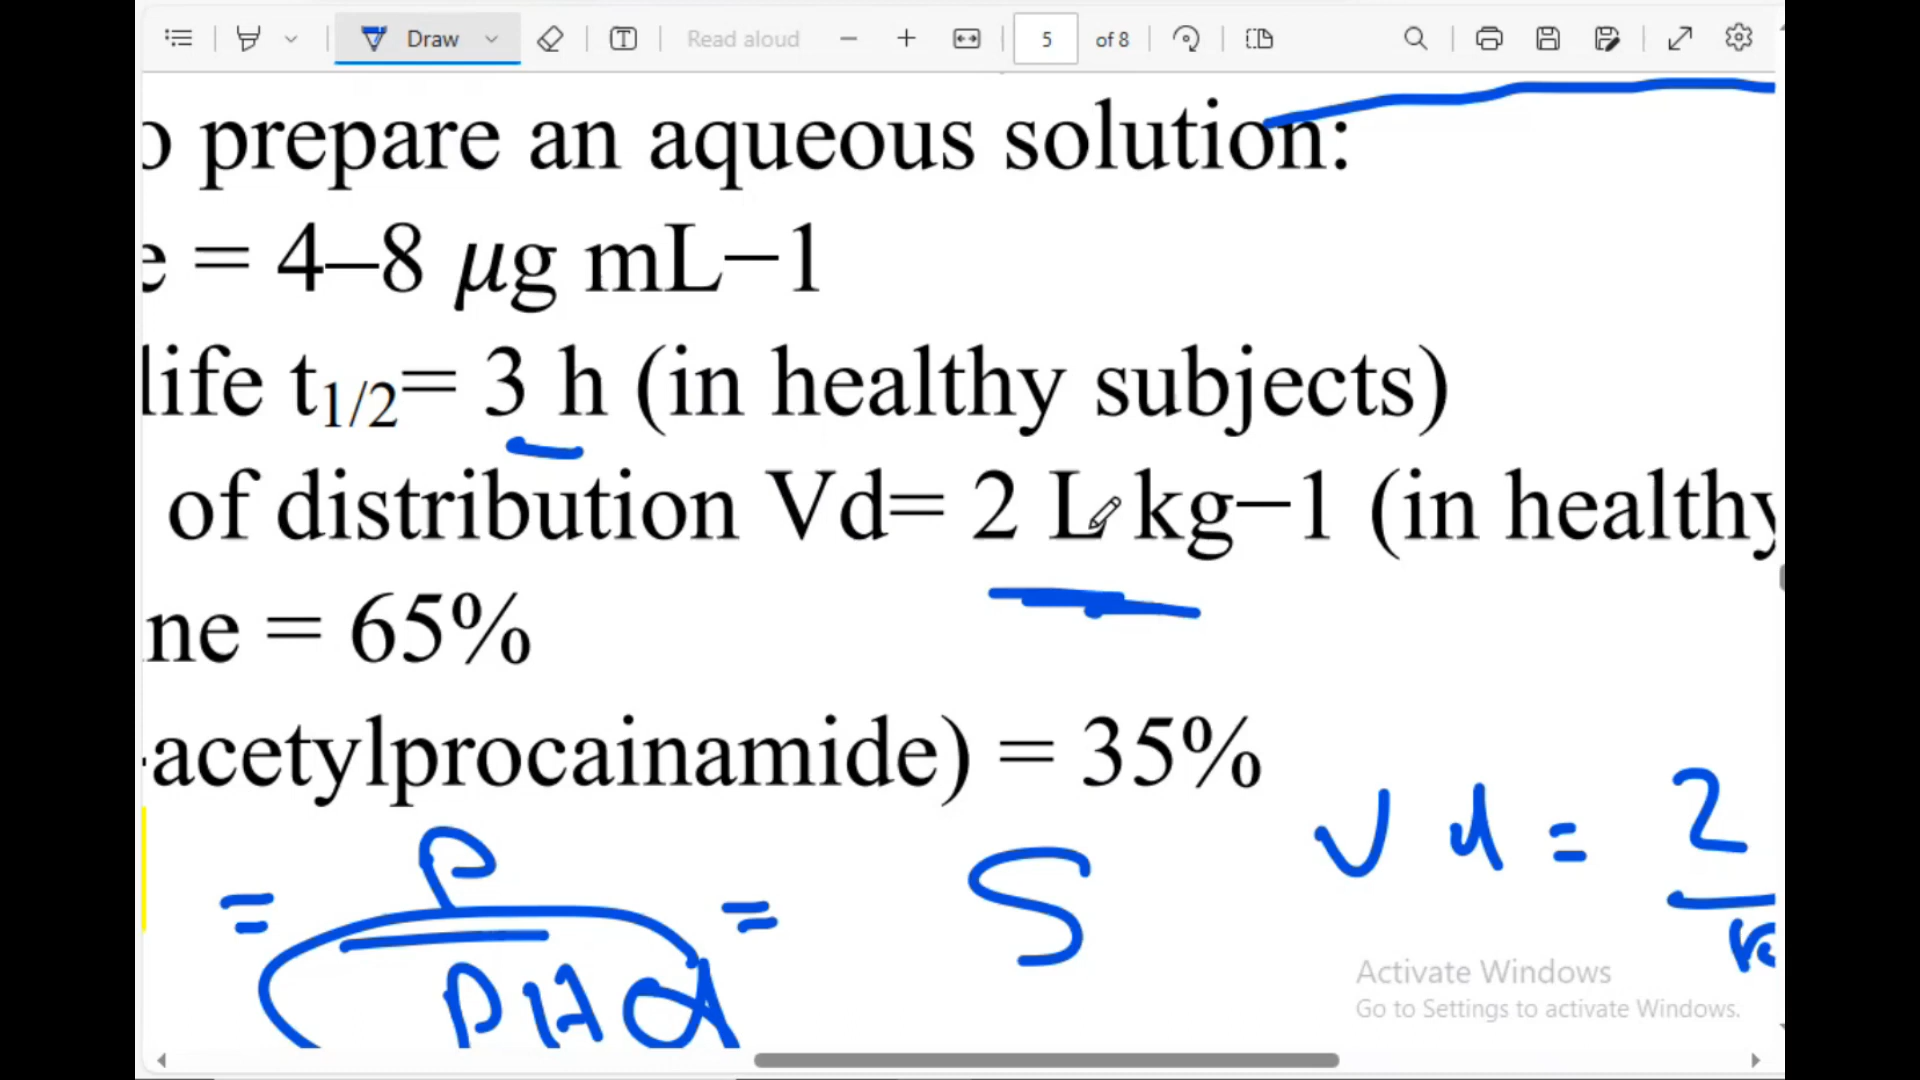 Draw
Read aloud
5 of 8
o prepare an aqueous solution:
e = 4–8 μg mL−1
life t1/2= 3 h (in healthy subjects)
of distribution Vd= 2 L kg−1 (in healthy
ne = 65%
-acetylprocainamide) = 35%
Vd = 2
= P = S
Activate Windows
Go to Settings to activate Windows.